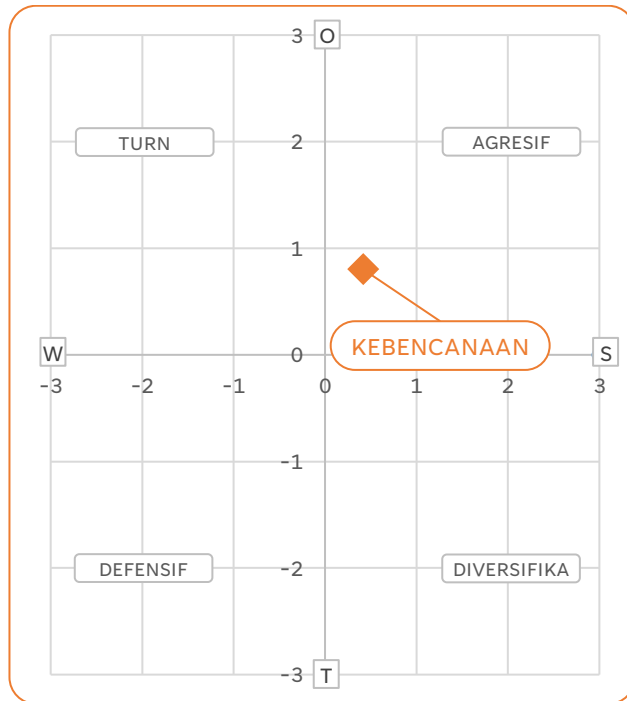 3 O
TURN
2
AGRESIF
1
KEBENCANAAN
W
0
S
-3 -2 -1 0 1 2 3
-1
DEFENSIF
-2
DIVERSIFIKA
-3 T